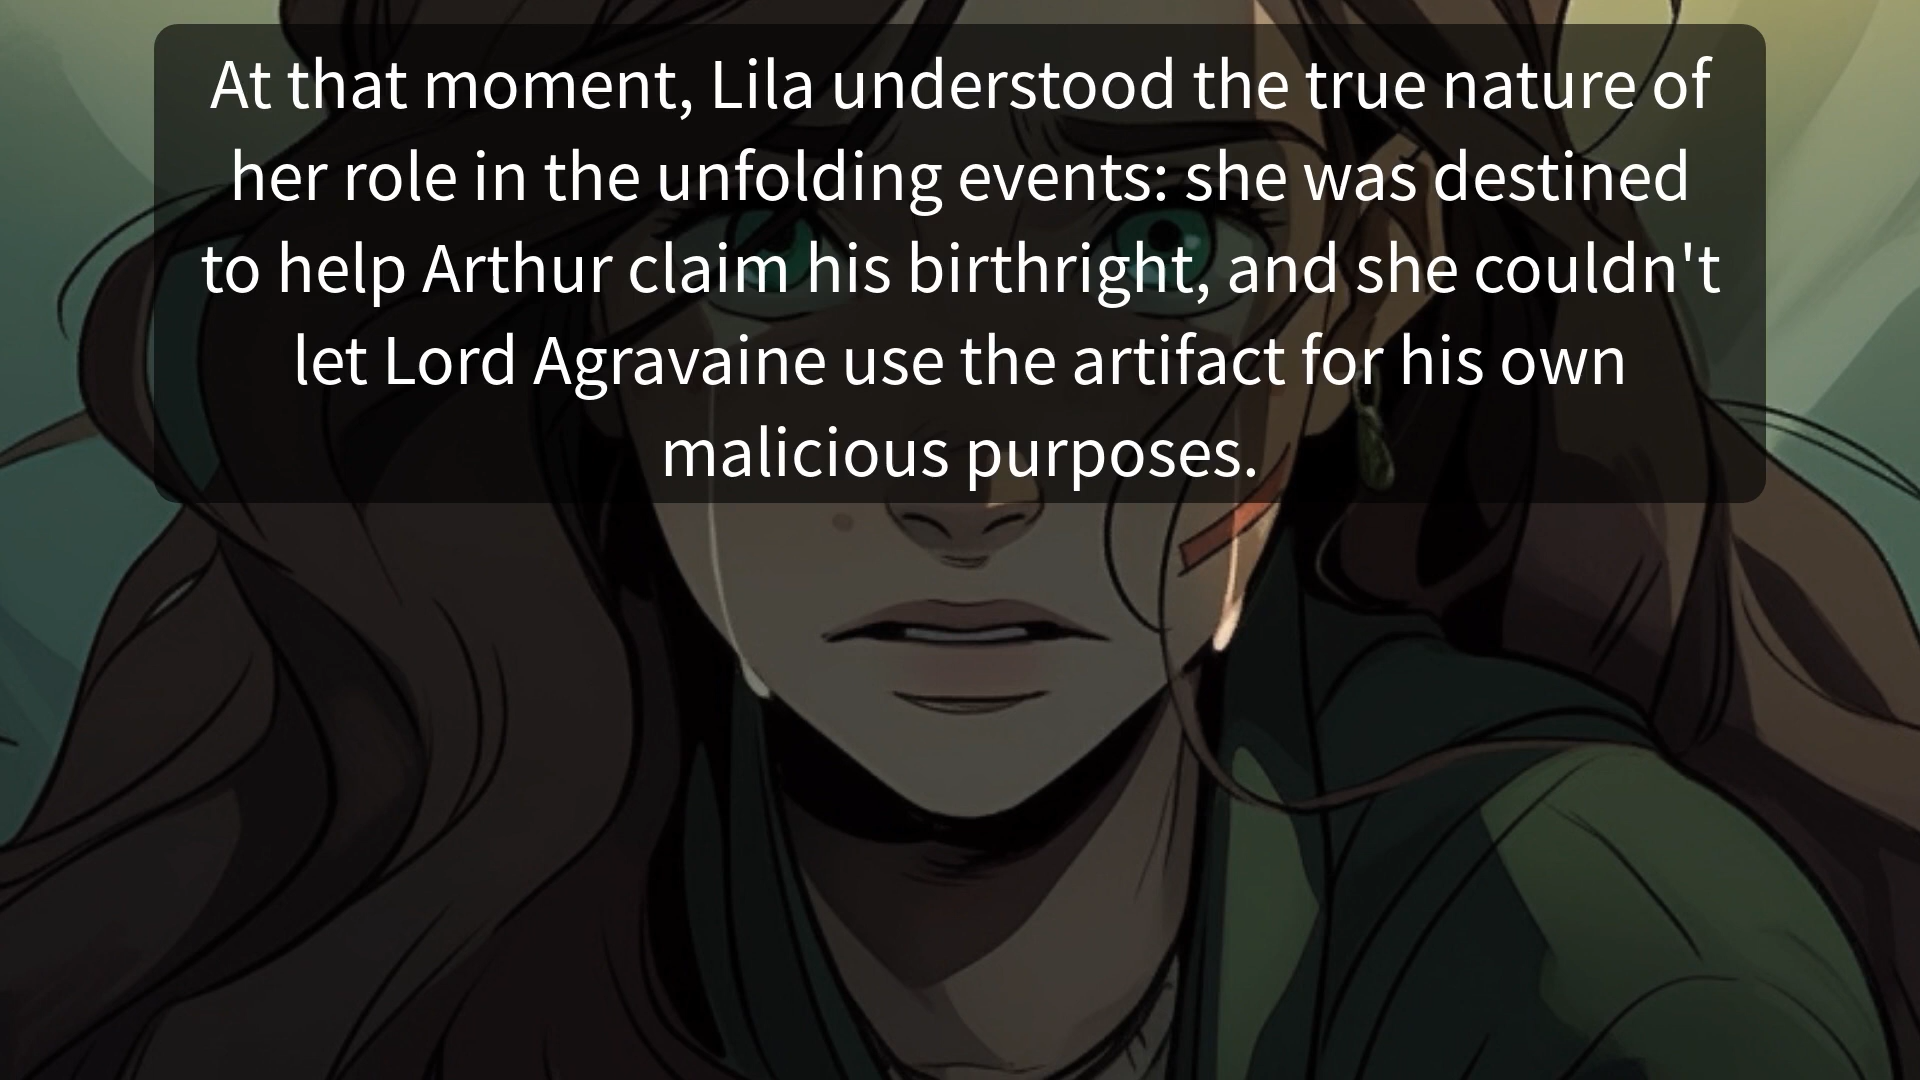 At that moment, Lila understood the true nature of
her role in the unfolding events: she was destined
to help Arthur claim his birthright, and she couldn't
let Lord Agravaine use the artifact for his own
malicious purposes.